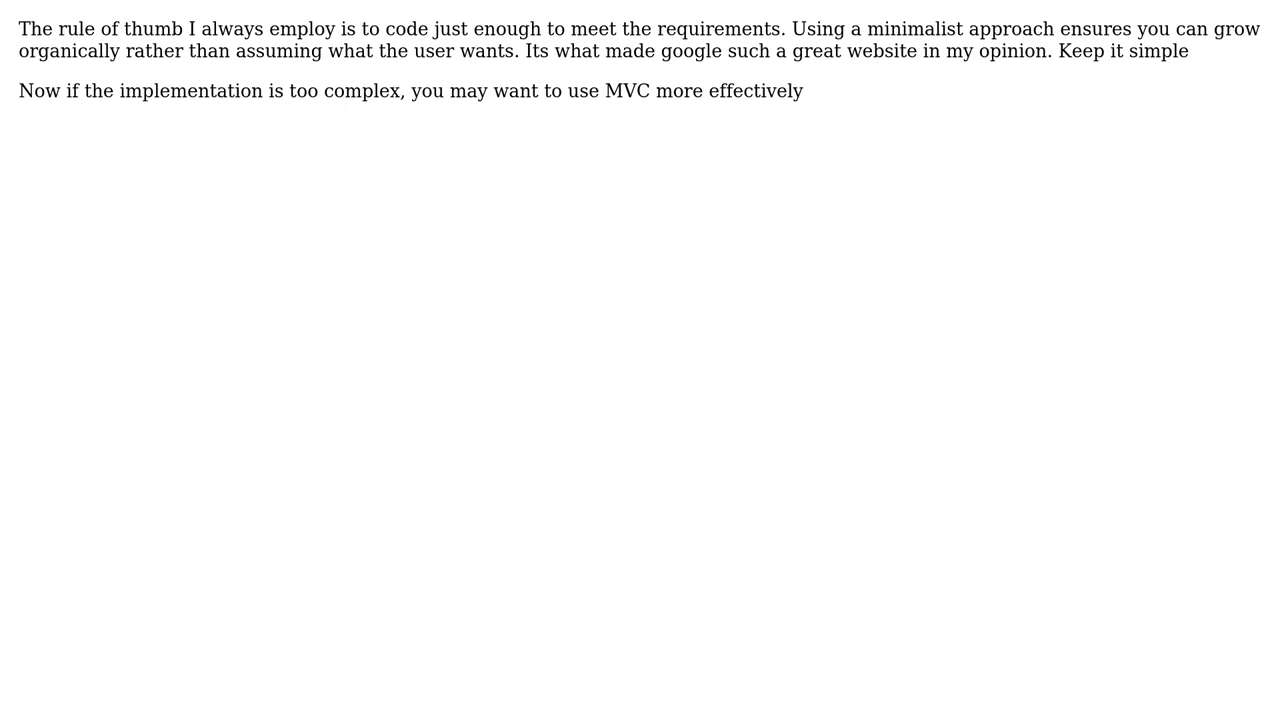 The rule of thumb I always employ is to code just enough to meet the requirements. Using a minimalist approach ensures you can grow
organically rather than assuming what the user wants. Its what made google such a great website in my opinion. Keep it simple
Now if the implementation is too complex, you may want to use MVC more effectively